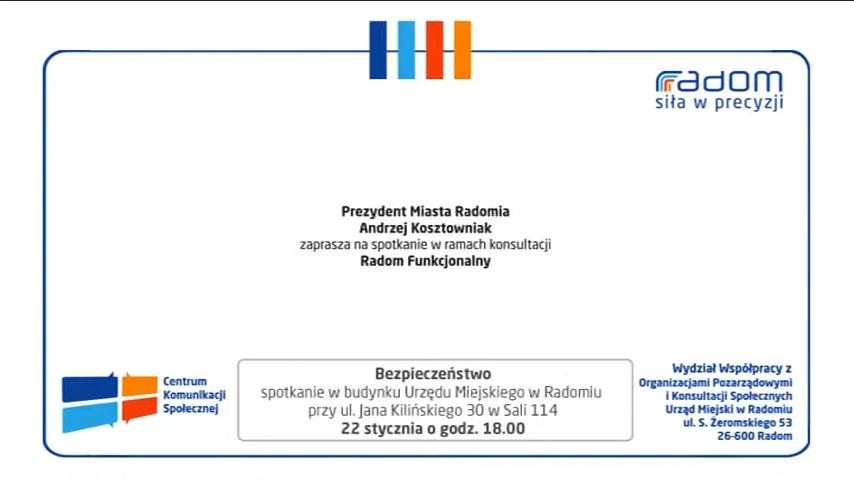 radom
siła w precyzji
Prezydent Miasta Radomia
Andrzej Kosztowniak
zaprasza na spotkanie w ramach konsultacji
Radom Funkcjonalny
Centrum
Komunikacji
Społecznej
Bezpieczeństwo
spotkanie w budynku Urzędu Miejskiego w Radomiu
przy ul. Jana Kilińskiego 30 w Sali 114
22 stycznia o godz. 18.00
Wydział Współpracy z
Organizacjami Pozarządowymi
i Konsultacji Społecznych
Urząd Miejski w Radomiu
ul. S. Żeromskiego 53
26-600 Radom